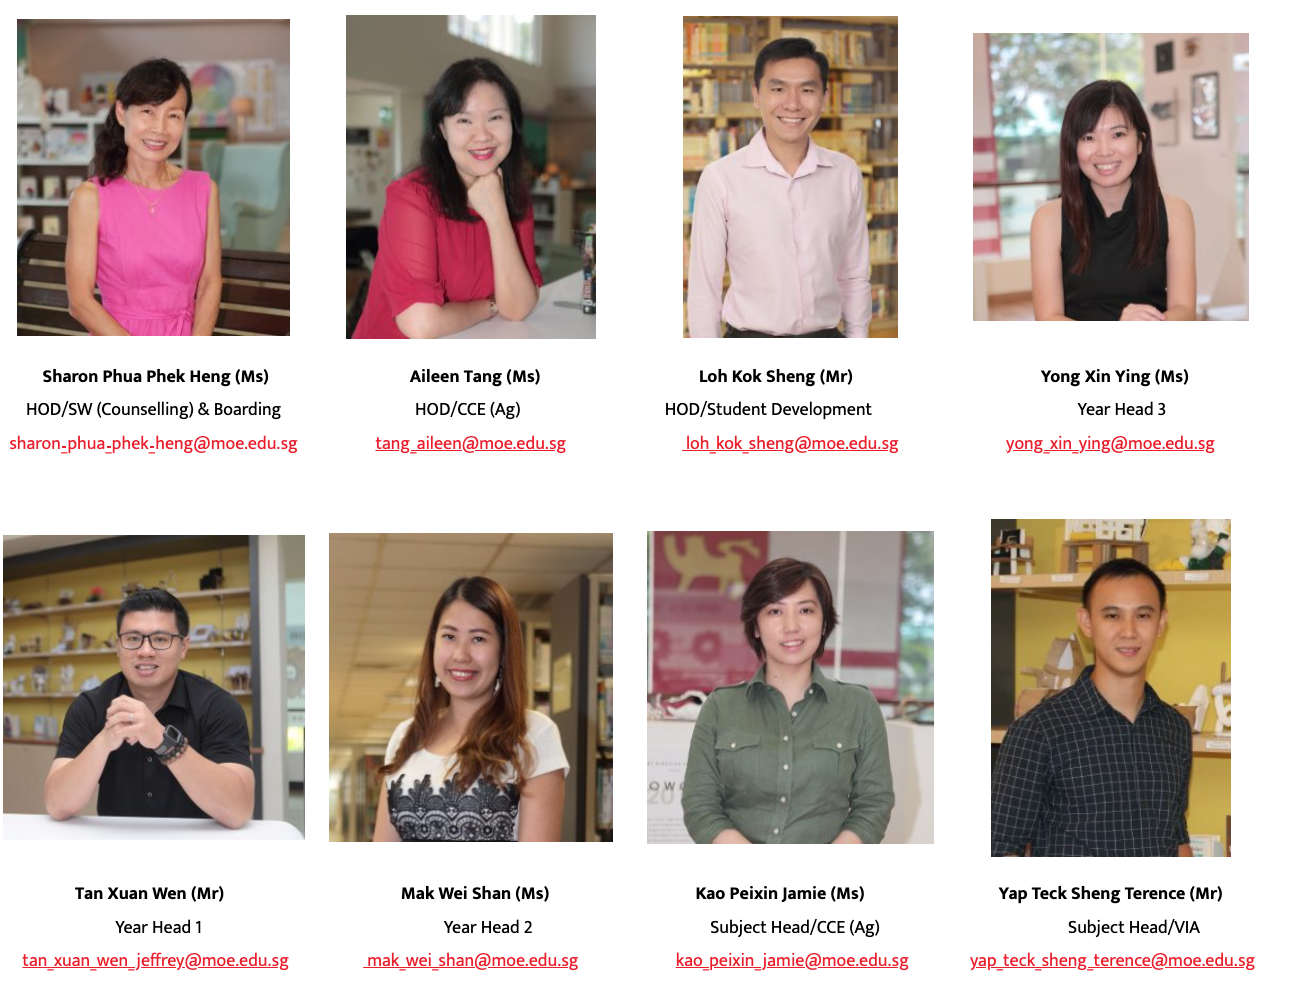 Sharon Phua Phek Heng (Ms)
HOD/SW (Counselling) & Boarding
sharon_phua_phek_heng@moe.edu.sg
Aileen Tang (Ms)
HOD/CCE (Ag)
tang_aileen@moe.edu.sg
Loh Kok Sheng (Mr)
HOD/Student Development
loh_kok_sheng@moe.edu.sg
Yong Xin Ying (Ms)
Year Head 3
yong_xin_ying@moe.edu.sg
Tan Xuan Wen (Mr)
Year Head 1
tan_xuan_wen_jeffrey@moe.edu.sg
Mak Wei Shan (Ms)
Year Head 2
mak_wei_shan@moe.edu.sg
Kao Peixin Jamie (Ms)
Subject Head/CCE (Ag)
kao_peixin_jamie@moe.edu.sg
Yap Teck Sheng Terence (Mr)
Subject Head/VIA
yap_teck_sheng_terence@moe.edu.sg